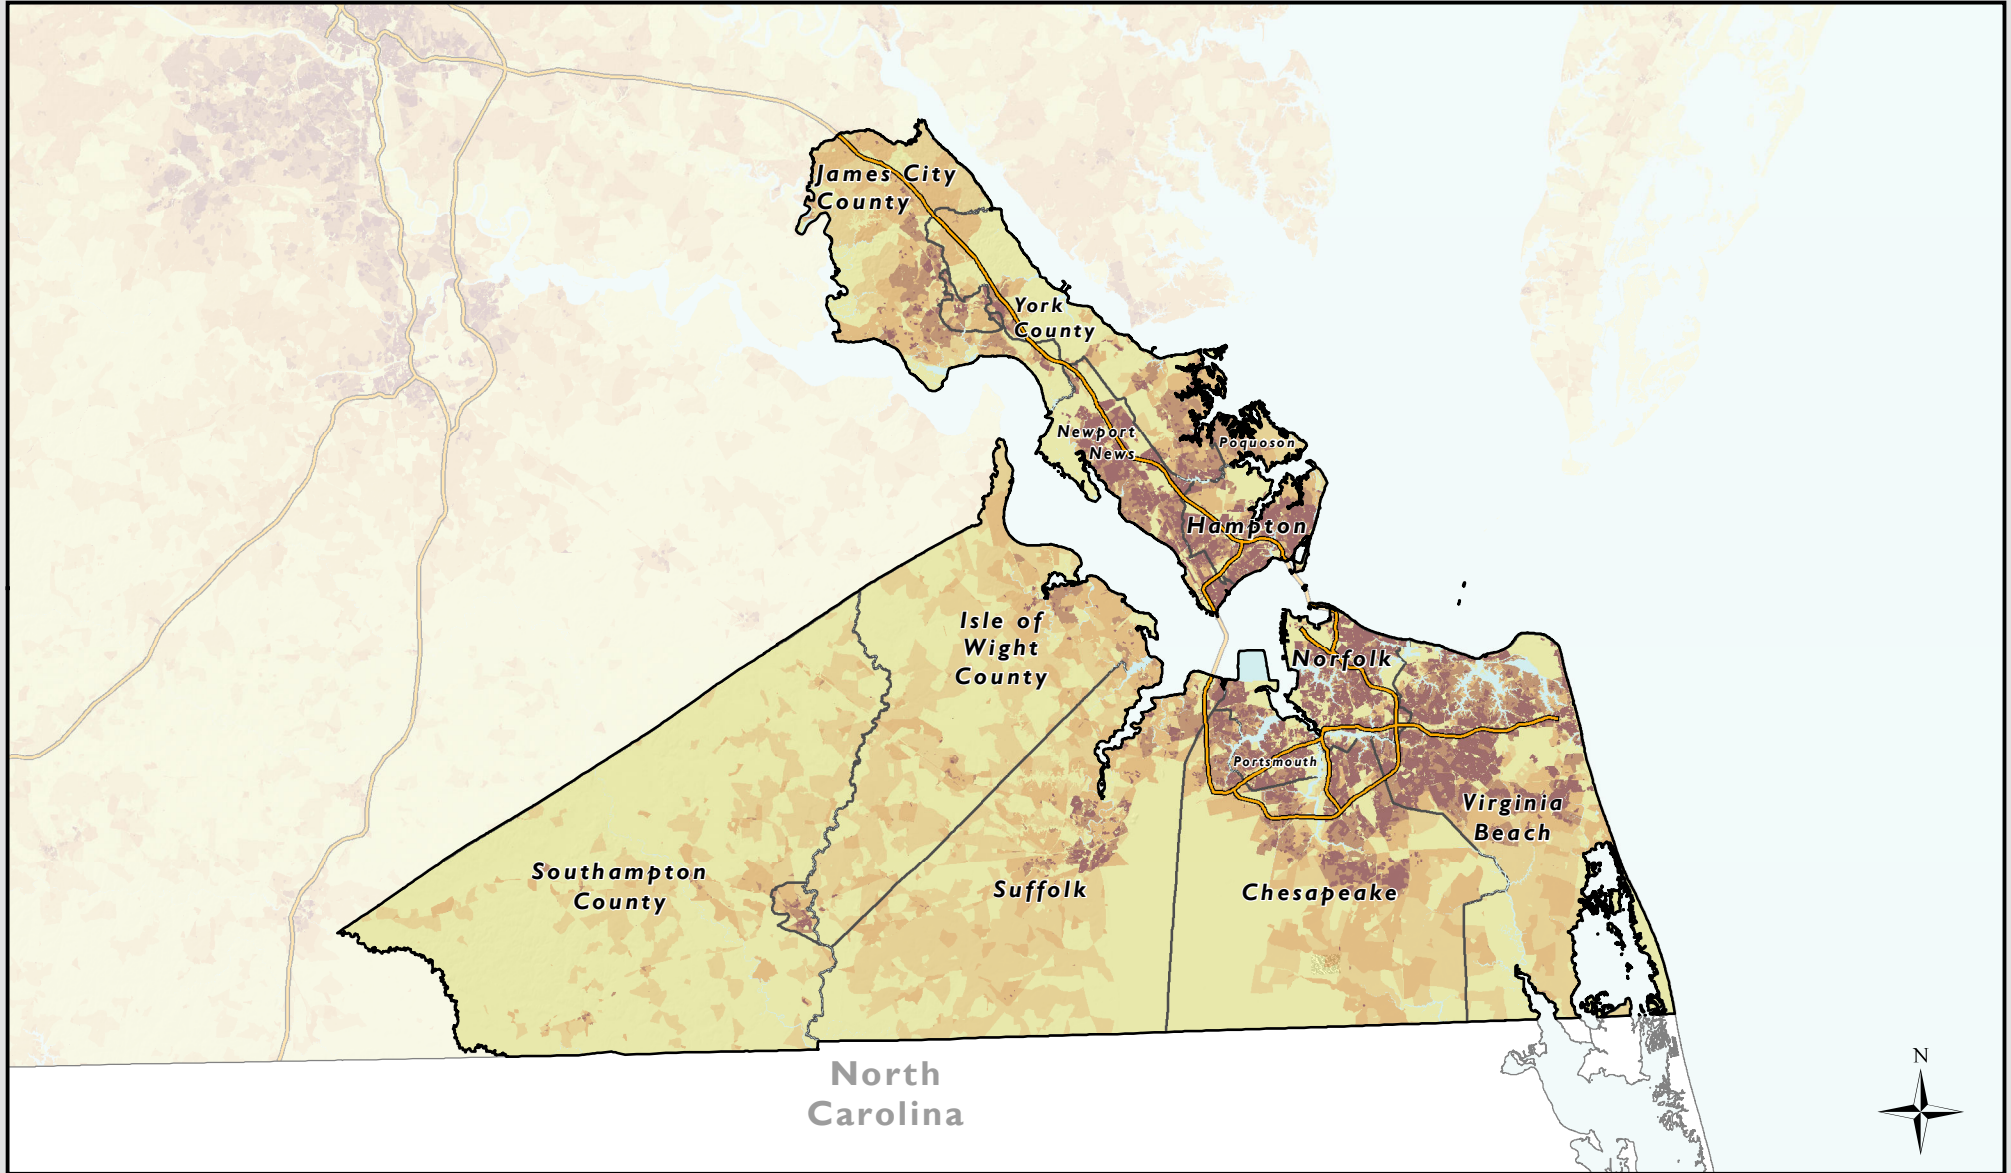 James City
County
York
County
Newport
News
Poquoson
Hampton
Isle of
Wight
County
Norfolk
Portsmouth
Virginia
Beach
Southampton
County
Suffolk
Chesapeake
North
Carolina
N